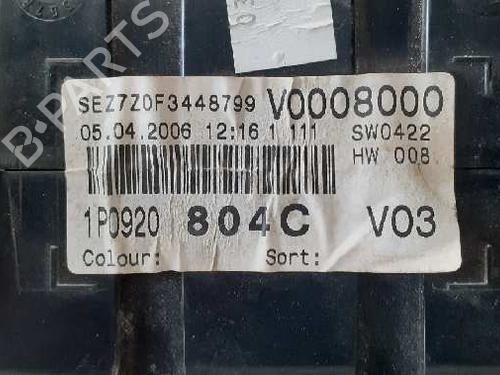 SEZ7Z0F3448799 V0008000
05.04.2006 12:16 1 111 SW0422
HW 008
1P0920 804C V03
Colour: Sort:
B-PARTS